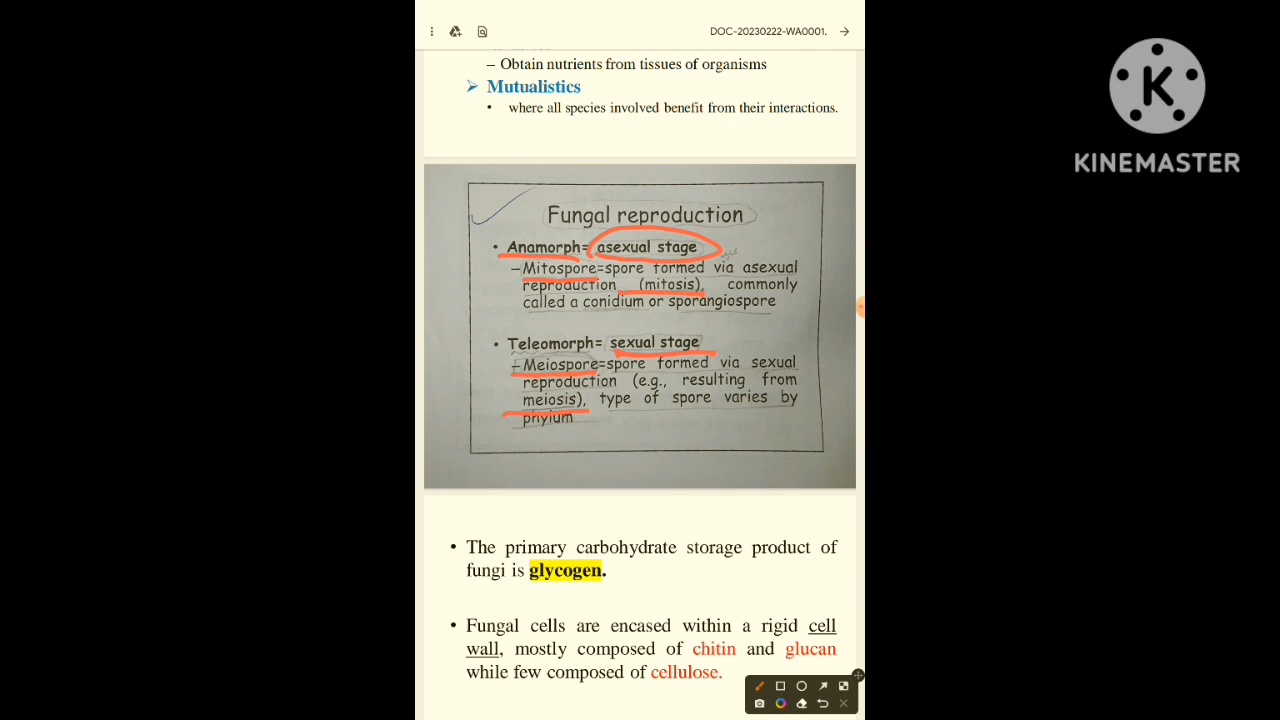 DOC-20230222-WA0001.
– Obtain nutrients from tissues of organisms
Mutualistics
• where all species involved benefit from their interactions.
K
KINEMASTER
Fungal reproduction
• Anamorph= asexual stage
–Mitospore=spore formed via asexual
reproduction (mitosis), commonly
called a conidium or sporangiospore
• Teleomorph= sexual stage
–Meiospore=spore formed via sexual
reproduction (e.g., resulting from
meiosis), type of spore varies by
phylum
• The primary carbohydrate storage product of
fungi is glycogen.
• Fungal cells are encased within a rigid cell
wall, mostly composed of chitin and glucan
while few composed of cellulose.